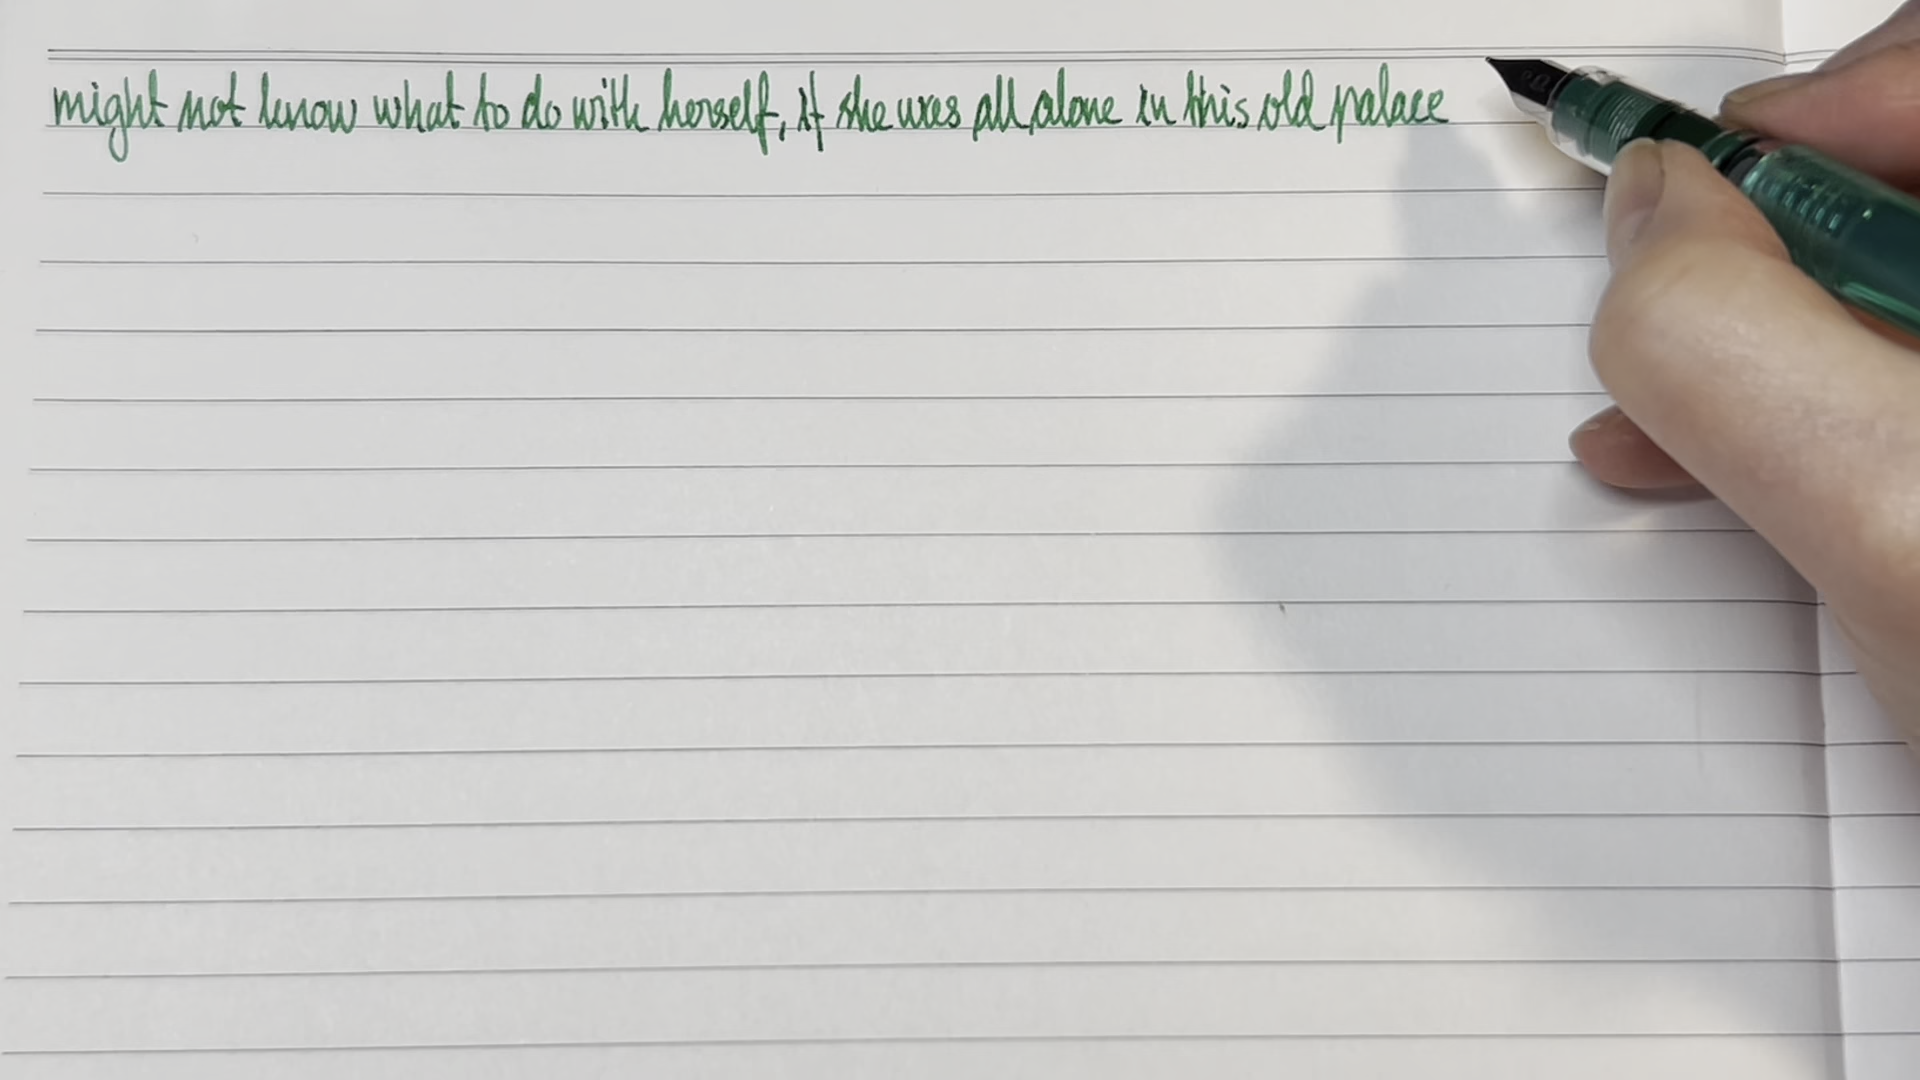 might not know what to do with herself, if she was all alone in this old palace